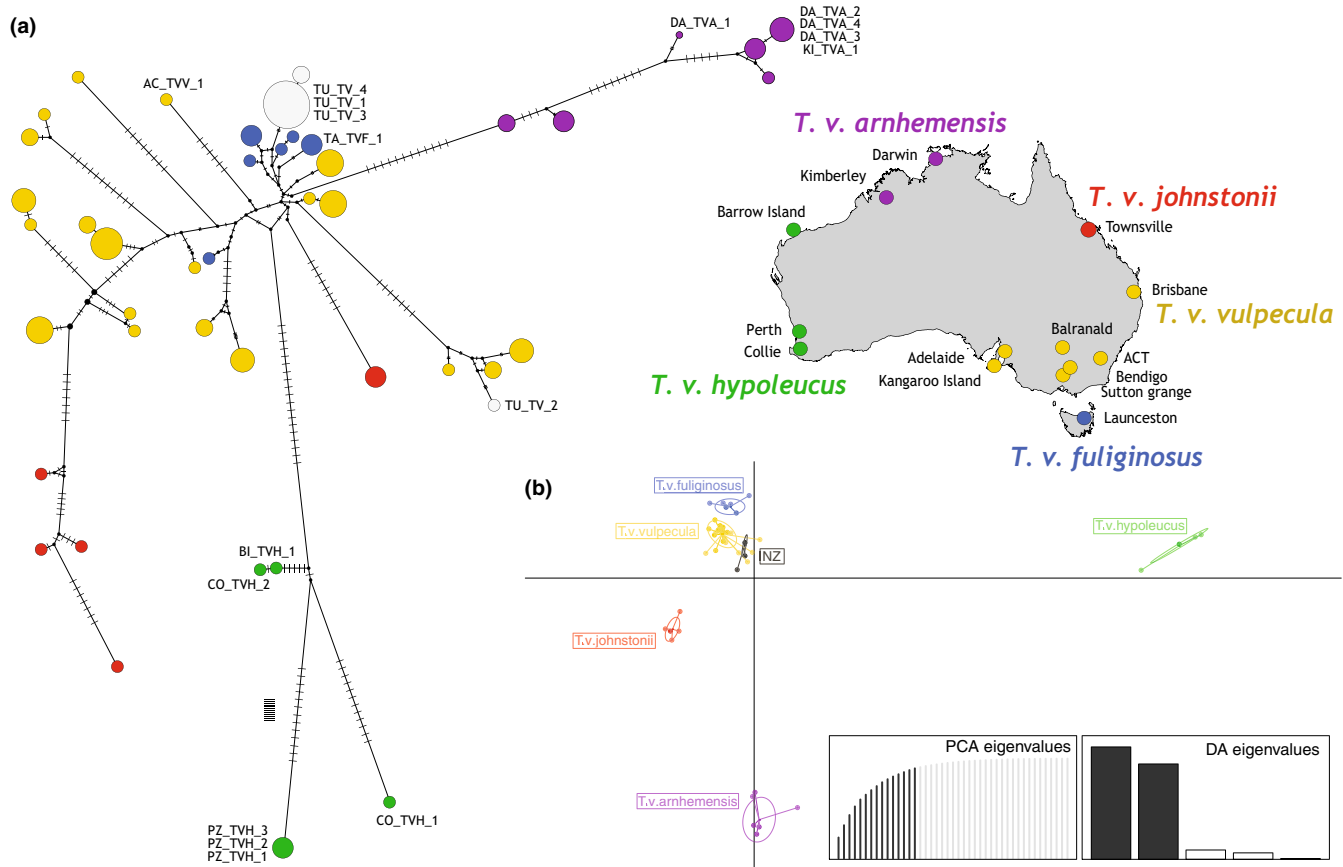 (a)
DA_TVA_1
DA_TVA_2
DA_TVA_4
DA_TVA_3
KI_TVA_1
AC_TVV_1
TU_TV_4
TU_TV_1
TU_TV_3
TA_TVF_1
TU_TV_2
BI_TVH_1
CO_TVH_2
CO_TVH_1
PZ_TVH_3
PZ_TVH_2
PZ_TVH_1
T. v. arnhemensis
Darwin
Kimberley
T. v. johnstonii
Barrow Island
Townsville
Brisbane
T. v. vulpecula
Perth
Collie
Balranald
Adelaide
ACT
Kangaroo Island
Bendigo
Sutton grange
T. v. hypoleucus
Launceston
T. v. fuliginosus
(b)
T.v.fuliginosus
T.v.vulpecula
NZ
T.v.hypoleucus
T.v.johnstonii
T.v.arnhemensis
PCA eigenvalues
DA eigenvalues